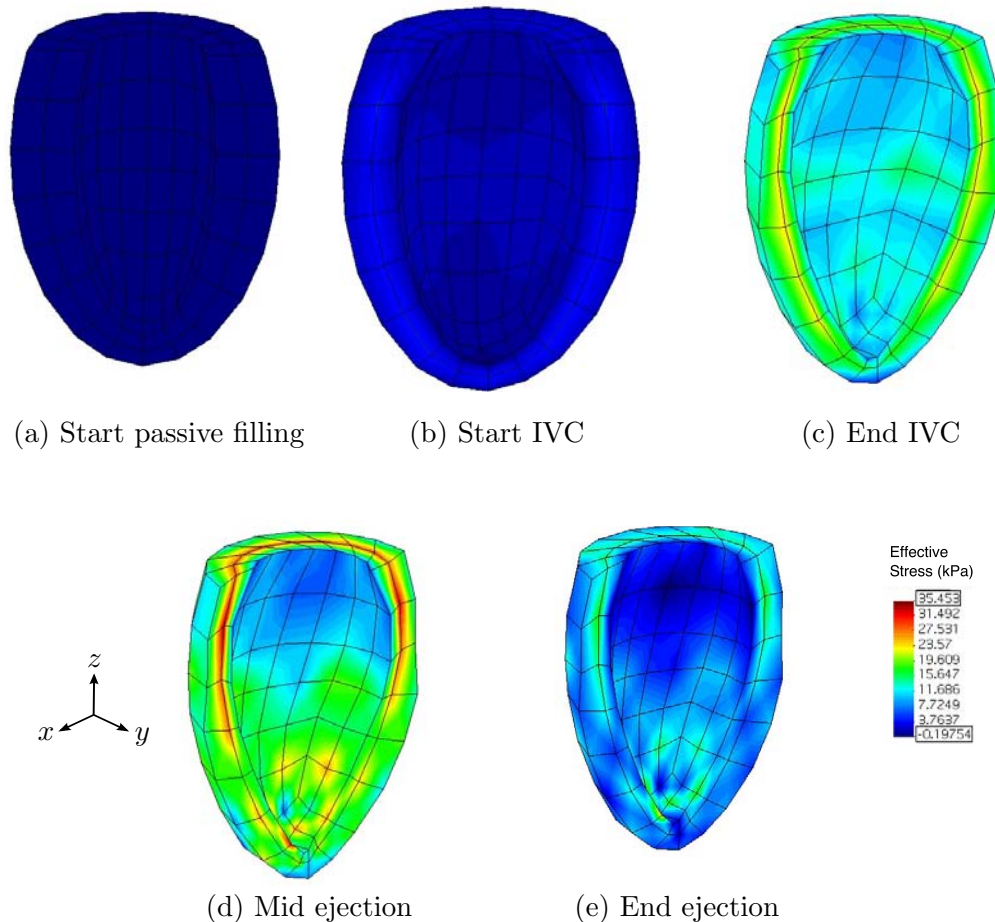 (a) Start passive filling
(b) Start IVC
(c) End IVC
Effective
Stress (kPa)
35.453
31.492
27.531
23.57
19.609
15.647
11.686
7.7249
3.7637
-0.19754
z
x
y
(d) Mid ejection
(e) End ejection